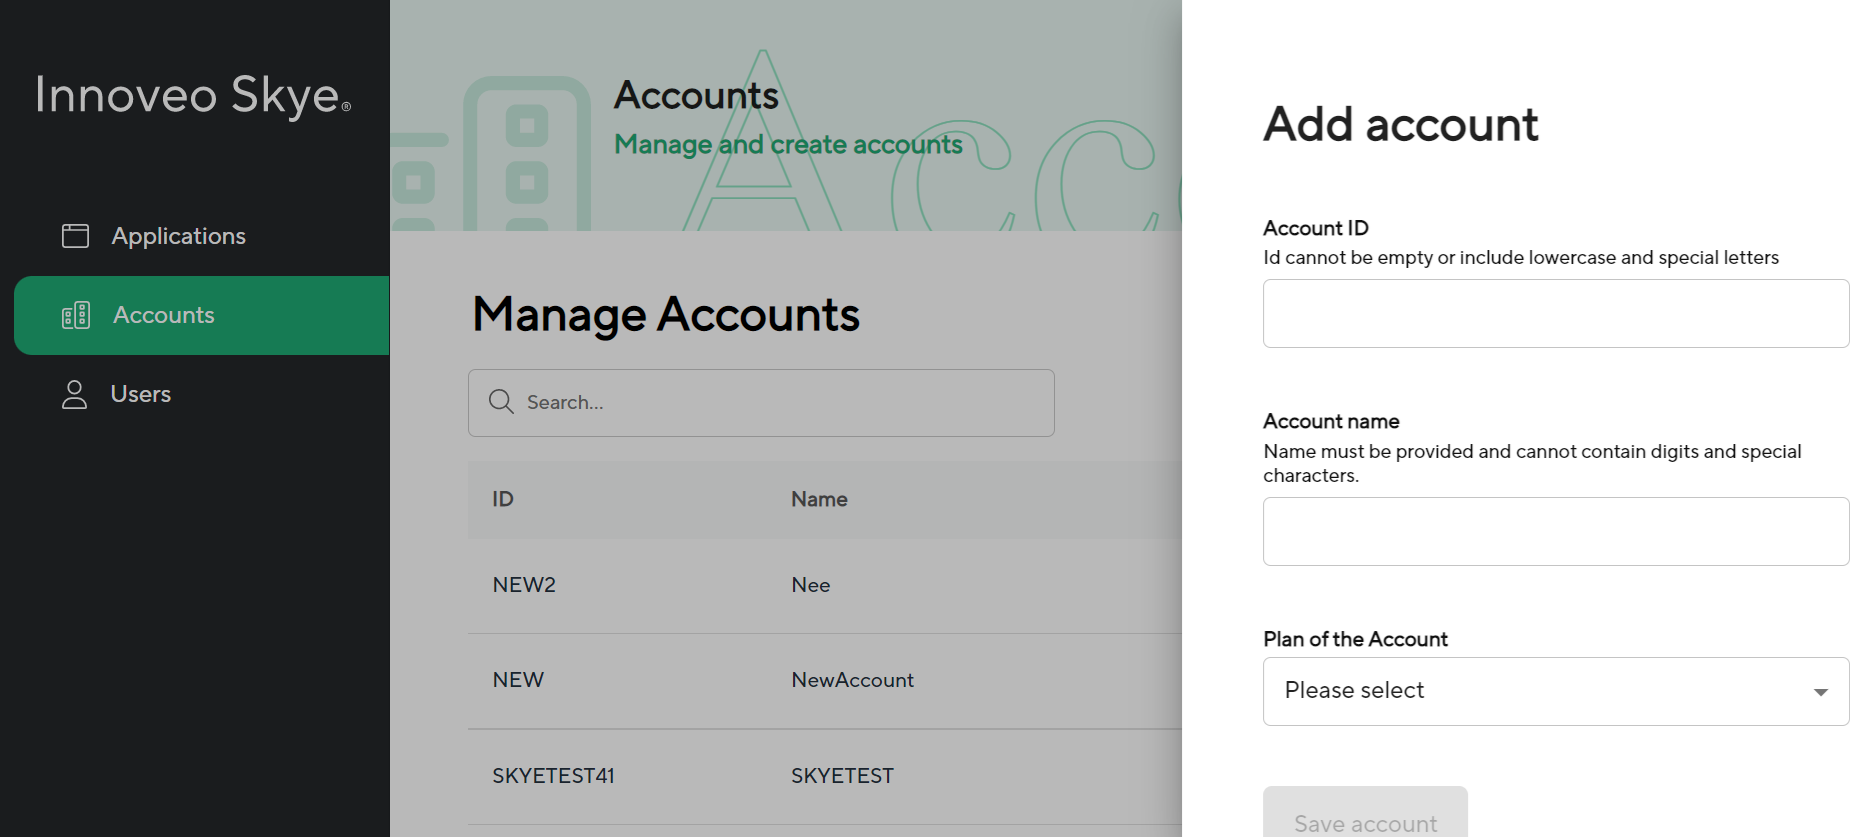 Innoveo Skye®
Applications
Accounts
Users
Accounts
Manage and create accounts
Acco
Manage Accounts
Search...
ID Name
NEW2 Nee
NEW NewAccount
SKYETEST41 SKYETEST
Add account
Account ID
Id cannot be empty or include lowercase and special letters
Account name
Name must be provided and cannot contain digits and special
characters.
Plan of the Account
Please select
Save account